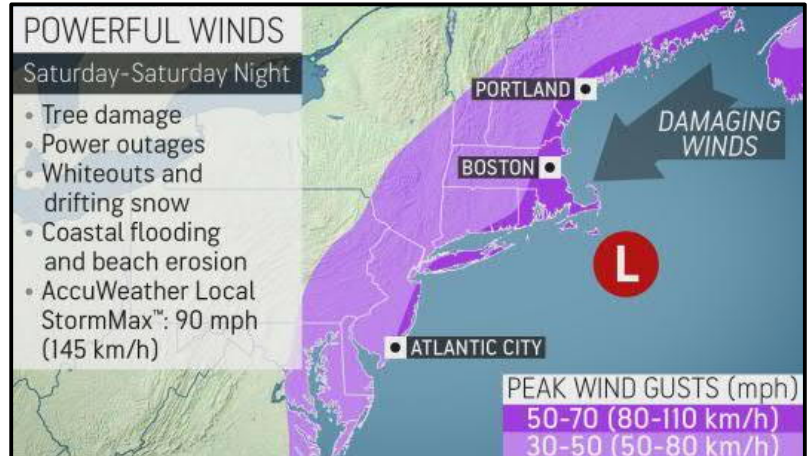 POWERFUL WINDS
Saturday-Saturday Night
• Tree damage
• Power outages
• Whiteouts and
drifting snow
• Coastal flooding
and beach erosion
• AccuWeather Local
StormMax™: 90 mph
(145 km/h)
PORTLAND
DAMAGING
WINDS
BOSTON
L
ATLANTIC CITY
PEAK WIND GUSTS (mph)
50-70 (80-110 km/h)
30-50 (50-80 km/h)